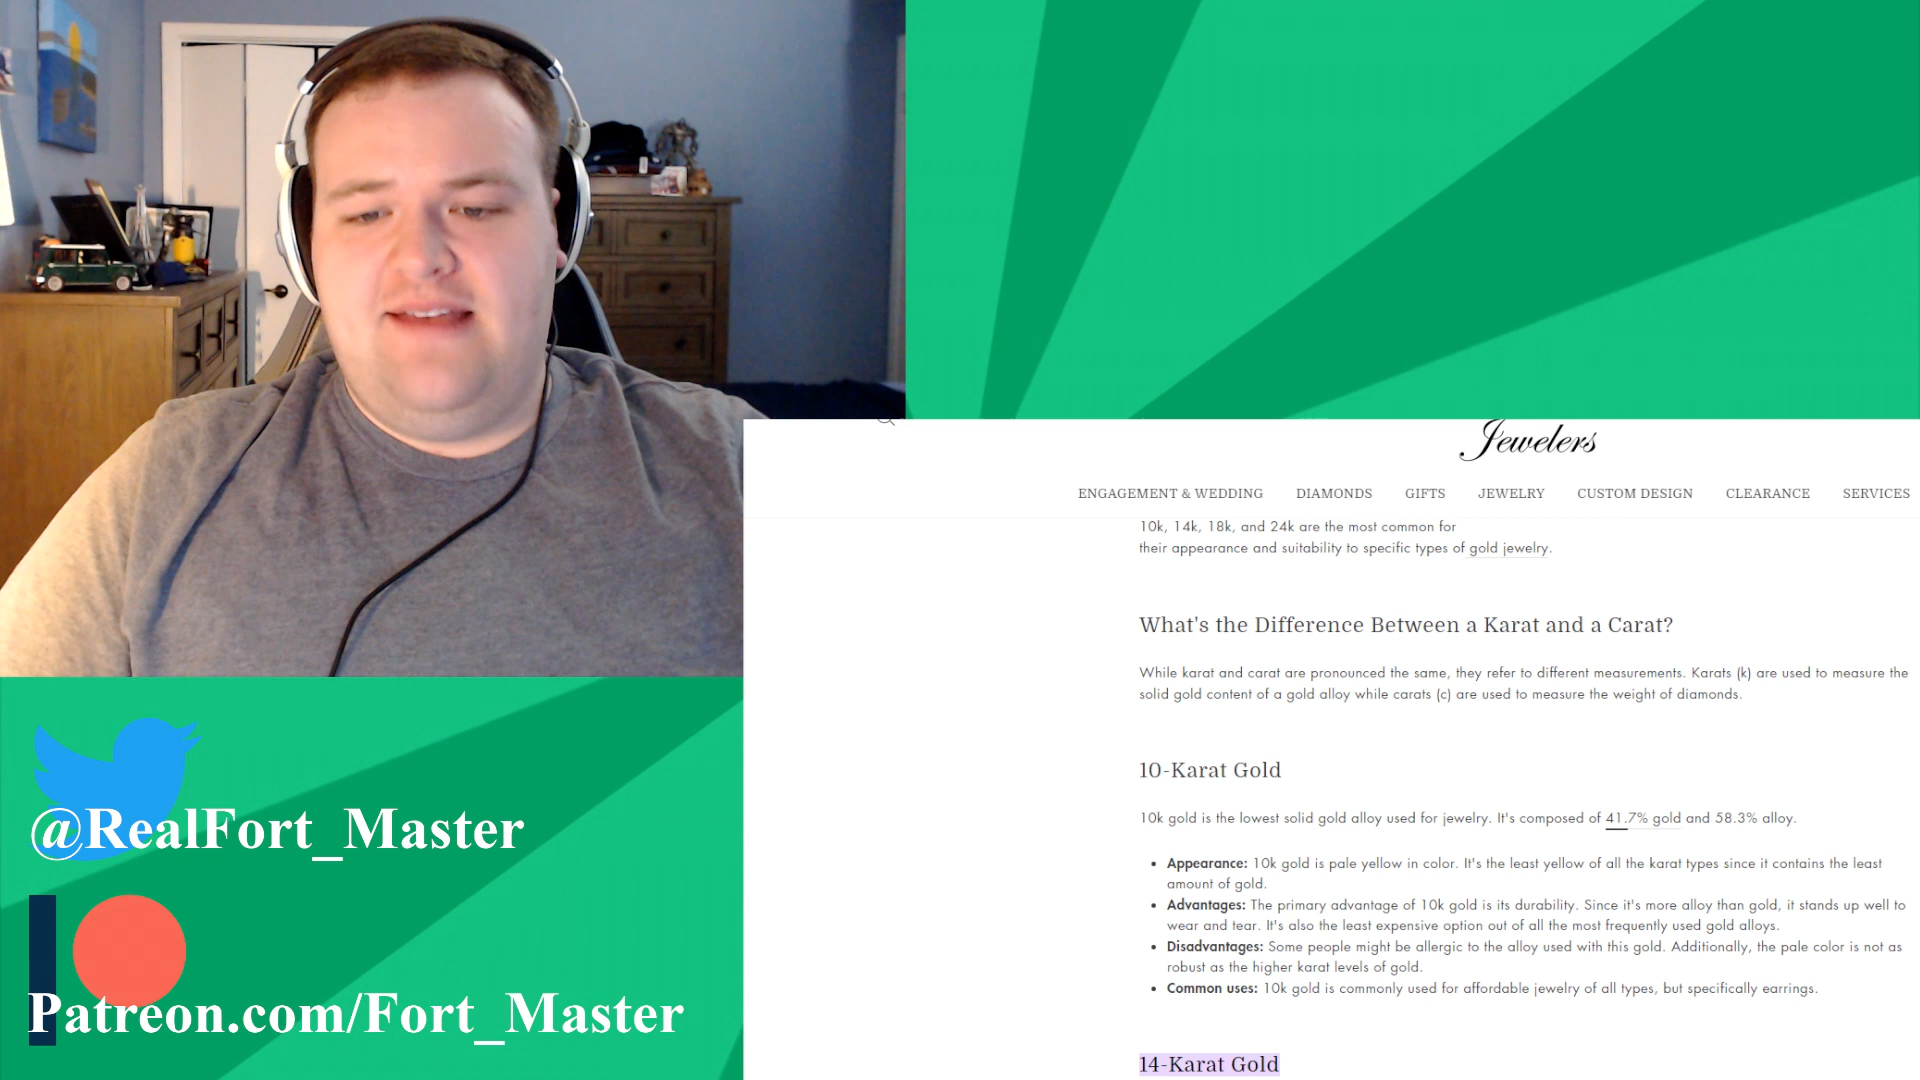 Jewelers
ENGAGEMENT & WEDDING DIAMONDS GIFTS JEWELRY CUSTOM DESIGN CLEARANCE SERVICES
10k, 14k, 18k, and 24k are the most common for
their appearance and suitability to specific types of gold jewelry.
What's the Difference Between a Karat and a Carat?
While karat and carat are pronounced the same, they refer to different measurements. Karats (k) are used to measure the
solid gold content of a gold alloy while carats (c) are used to measure the weight of diamonds.
10-Karat Gold
10k gold is the lowest solid gold alloy used for jewelry. It's composed of 41.7% gold and 58.3% alloy.
• Appearance: 10k gold is pale yellow in color. It's the least yellow of all the karat types since it contains the least
amount of gold.
• Advantages: The primary advantage of 10k gold is its durability. Since it's more alloy than gold, it stands up well to
wear and tear. It's also the least expensive option out of all the most frequently used gold alloys.
• Disadvantages: Some people might be allergic to the alloy used with this gold. Additionally, the pale color is not as
robust as the higher karat levels of gold.
• Common uses: 10k gold is commonly used for affordable jewelry of all types, but specifically earrings.
14-Karat Gold
@RealFort_Master
Patreon.com/Fort_Master